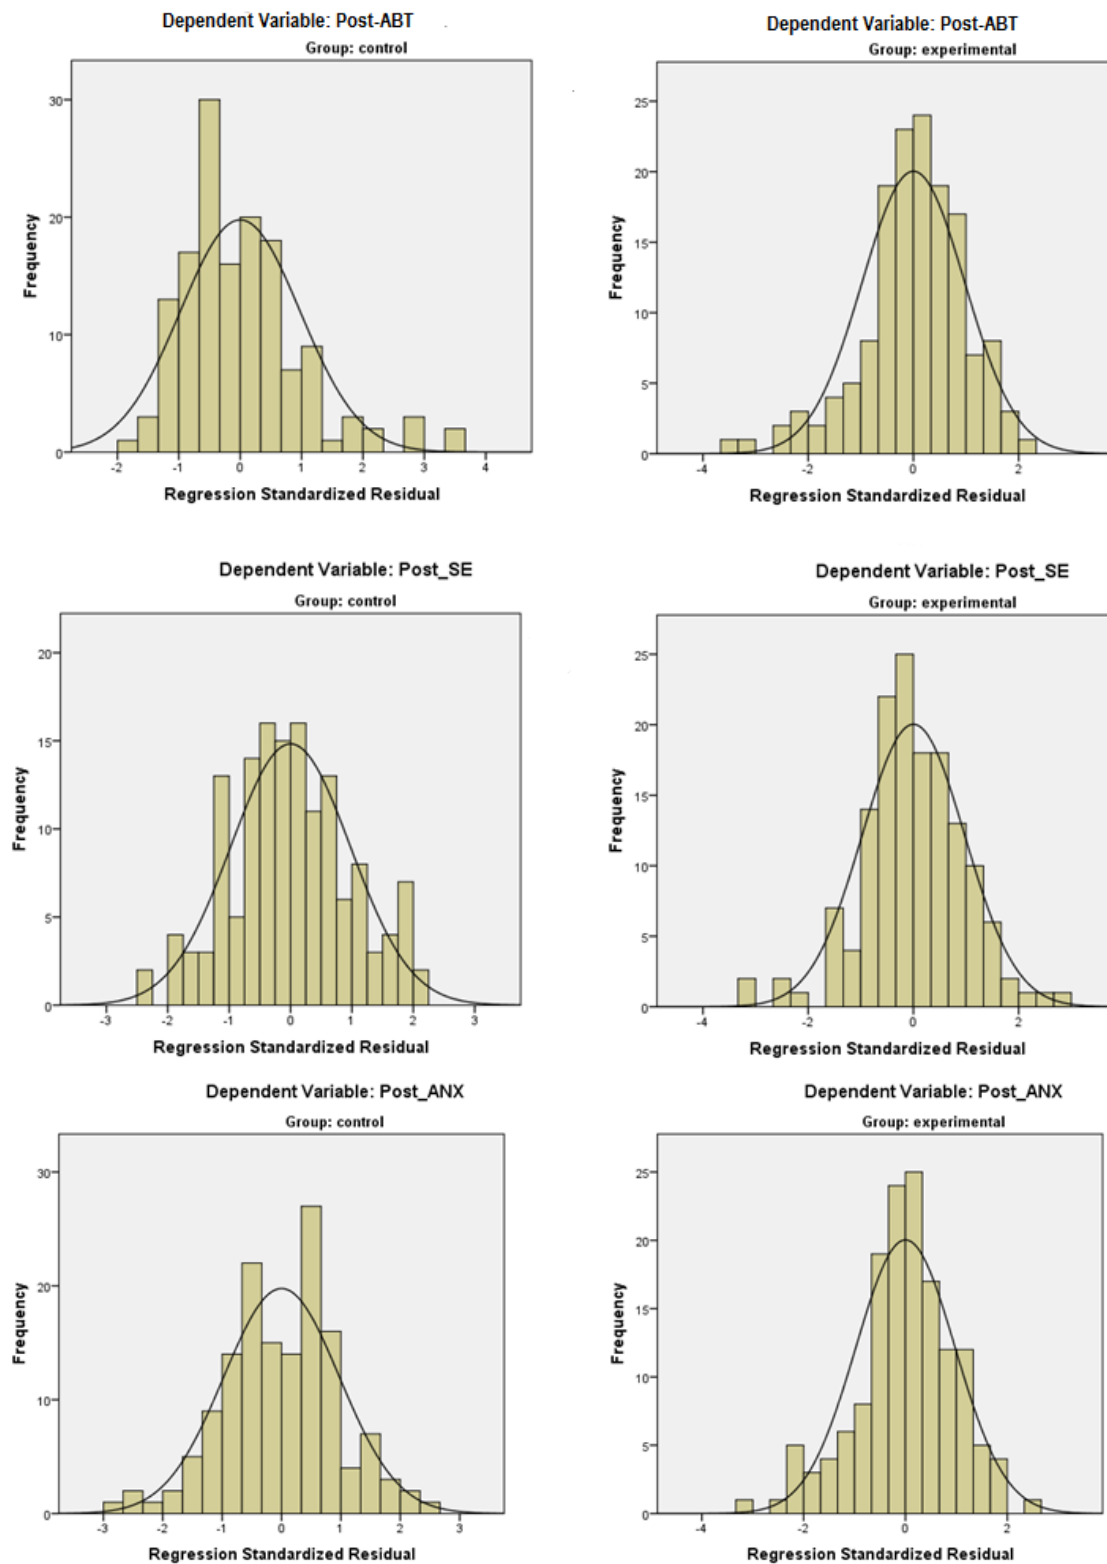 Dependent Variable: Post-ABT
Group: control
30
20
10
0
Frequency
-2 -1 0 1 2 3 4
Regression Standardized Residual
Dependent Variable: Post-ABT
Group: experimental
25
20
15
10
5
0
Frequency
-4 -2 0 2
Regression Standardized Residual
Dependent Variable: Post_SE
Group: control
20
15
10
5
0
Frequency
-3 -2 -1 0 1 2 3
Regression Standardized Residual
Dependent Variable: Post_SE
Group: experimental
25
20
15
10
5
0
Frequency
-4 -2 0 2
Regression Standardized Residual
Dependent Variable: Post_ANX
Group: control
30
20
10
0
Frequency
-3 -2 -1 0 1 2 3
Regression Standardized Residual
Dependent Variable: Post_ANX
Group: experimental
25
20
15
10
5
0
Frequency
-4 -2 0 2
Regression Standardized Residual